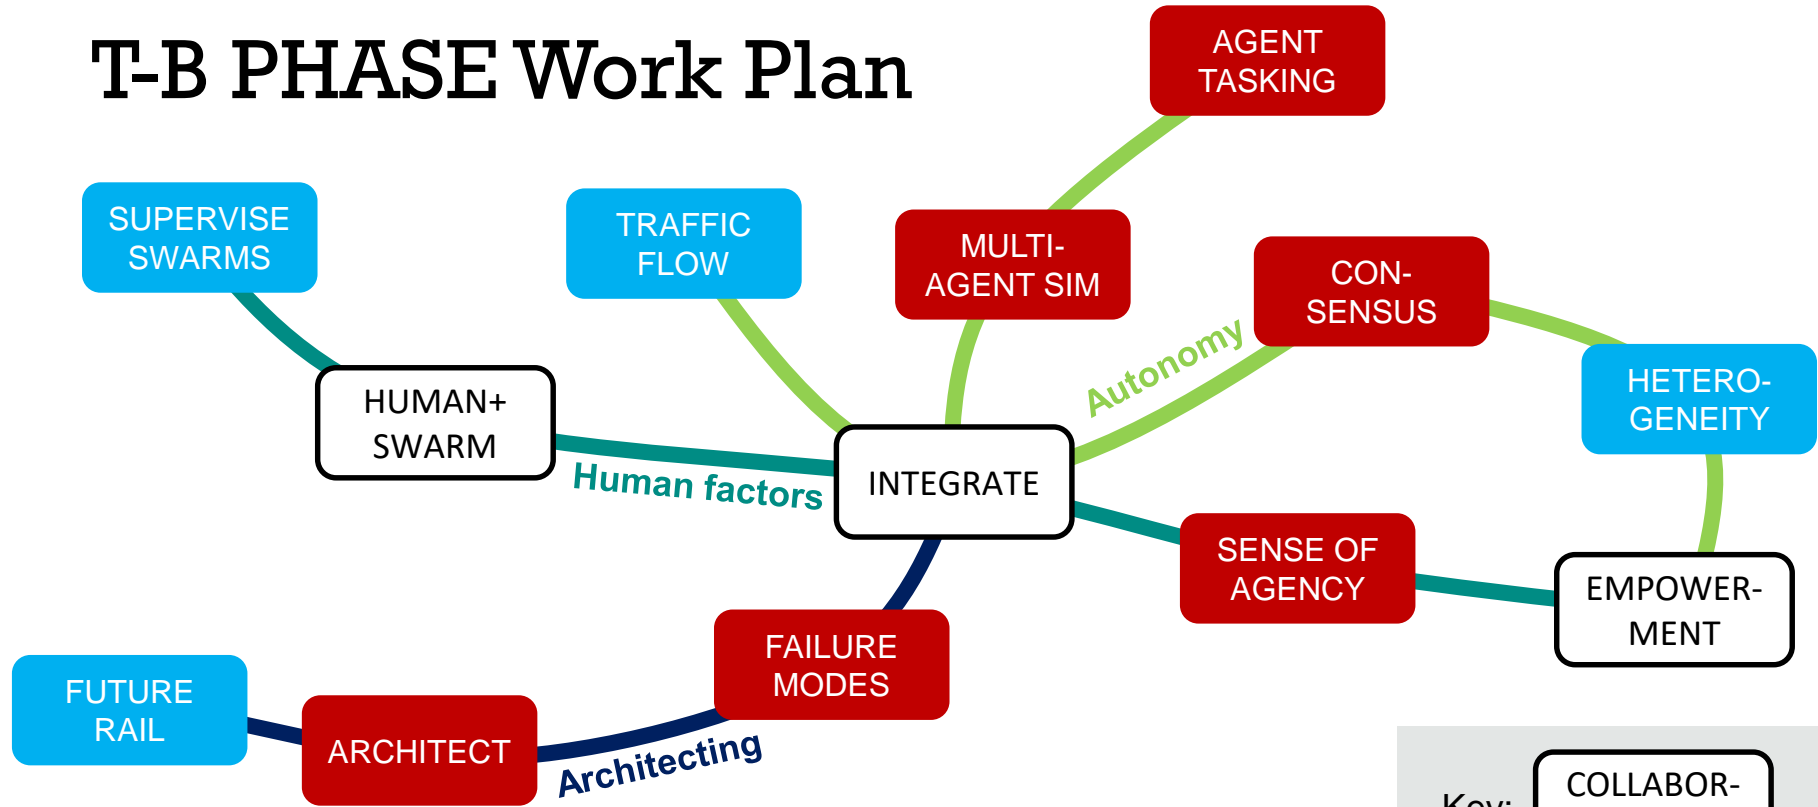 T-B PHASE Work Plan
AGENT
TASKING
SUPERVISE
SWARMS
TRAFFIC
FLOW
MULTI-
AGENT SIM
CON-
SENSUS
Autonomy
HETERO-
GENEITY
HUMAN+
SWARM
Human factors
INTEGRATE
SENSE OF
AGENCY
EMPOWER-
MENT
FAILURE
MODES
FUTURE
RAIL
ARCHITECT
Architecting
Key:
COLLABOR-